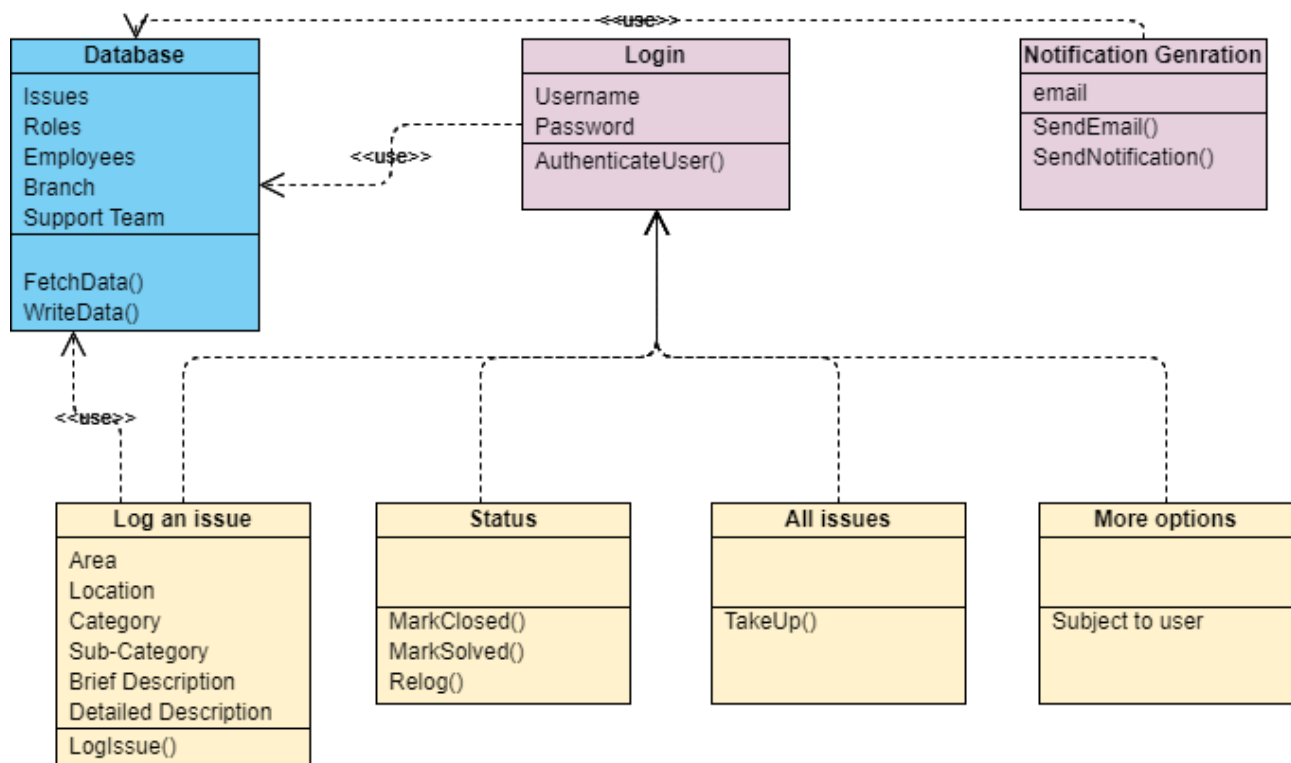 <<use>>
Database
Issues
Roles
Employees
Branch
Support Team
FetchData()
WriteData()
<<use>>
Login
Username
Password
AuthenticateUser()
Notification Genration
email
SendEmail()
SendNotification()
<<use>>
Log an issue
Area
Location
Category
Sub-Category
Brief Description
Detailed Description
LogIssue()
Status
MarkClosed()
MarkSolved()
Relog()
All issues
TakeUp()
More options
Subject to user